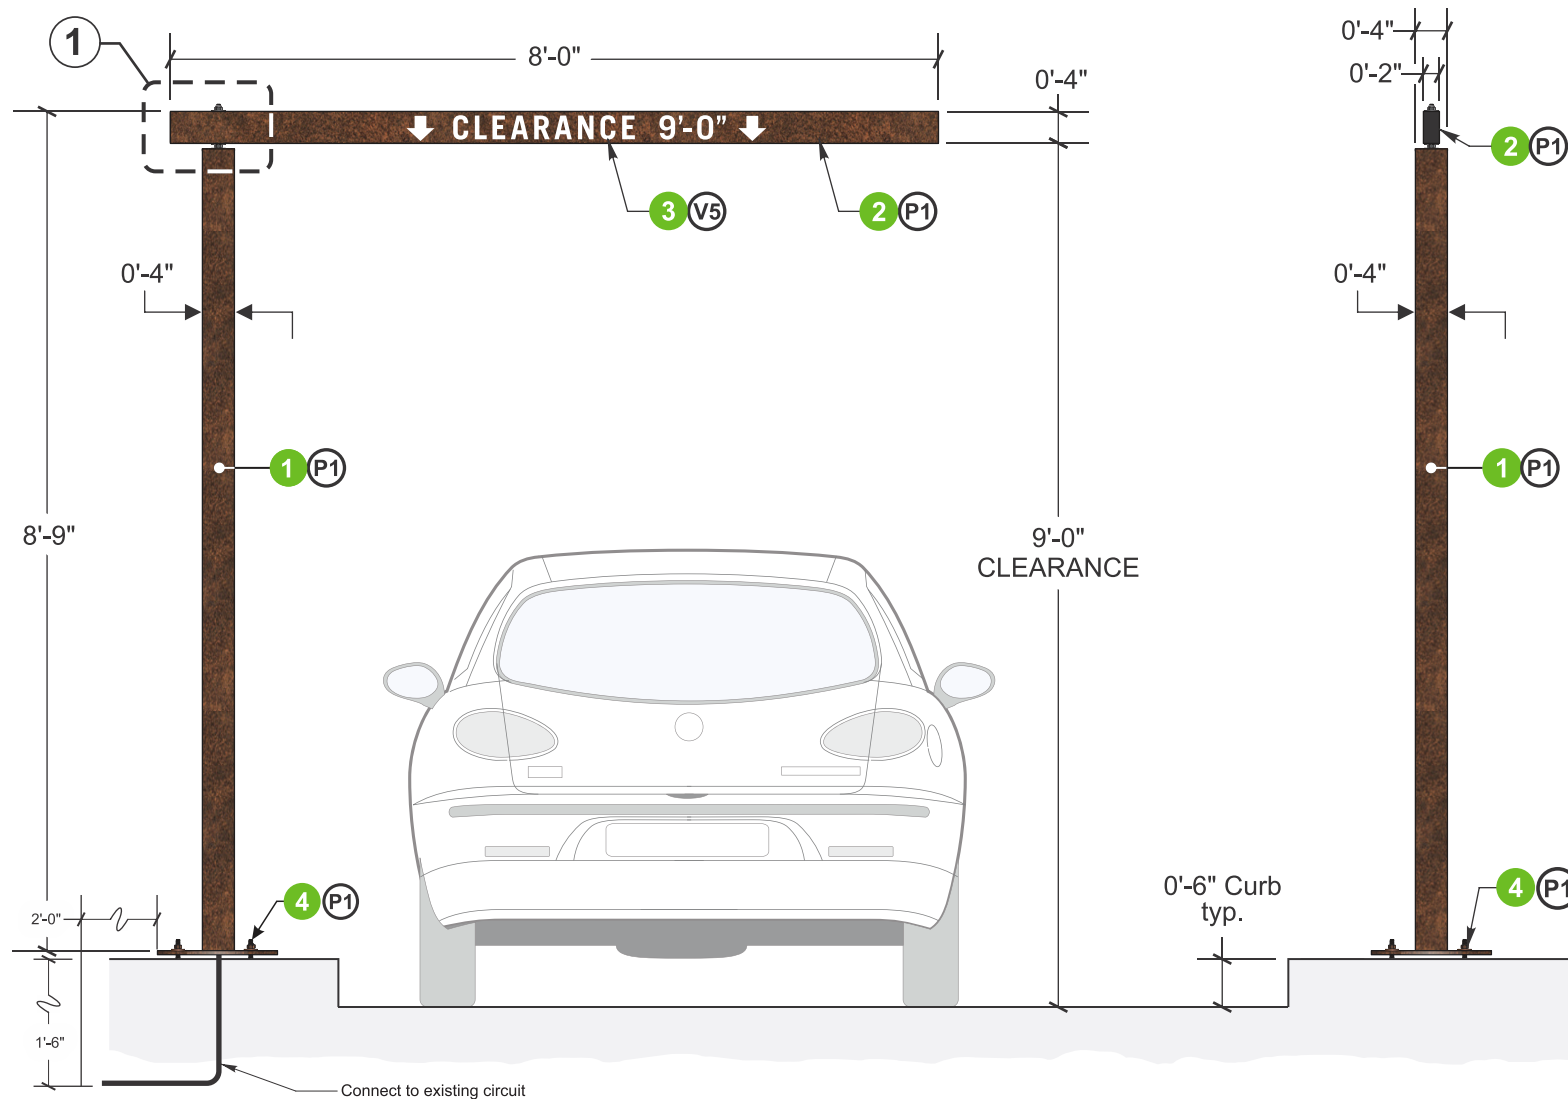 1
8'-0"
0'-4"
0'-4"
0'-2"
CLEARANCE 9'-0"
2 P1
3 V5
2 P1
0'-4"
0'-4"
1 P1
1 P1
8'-9"
9'-0"
CLEARANCE
0'-6" Curb
typ.
4 P1
4 P1
2'-0"
1'-6"
Connect to existing circuit